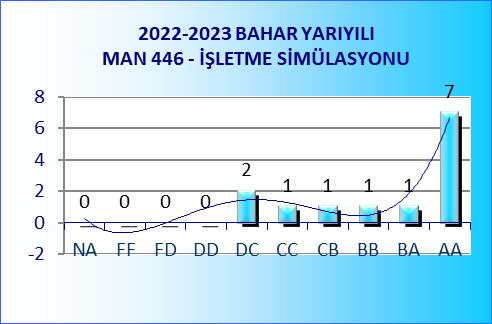 2022-2023 BAHAR YARIYILI
MAN 446 - İŞLETME SİMÜLASYONU
8
6
4
2
0
-2
0 0 0 0 2 1 1 1 1 7
NA FF FD DD DC CC CB BB BA AA